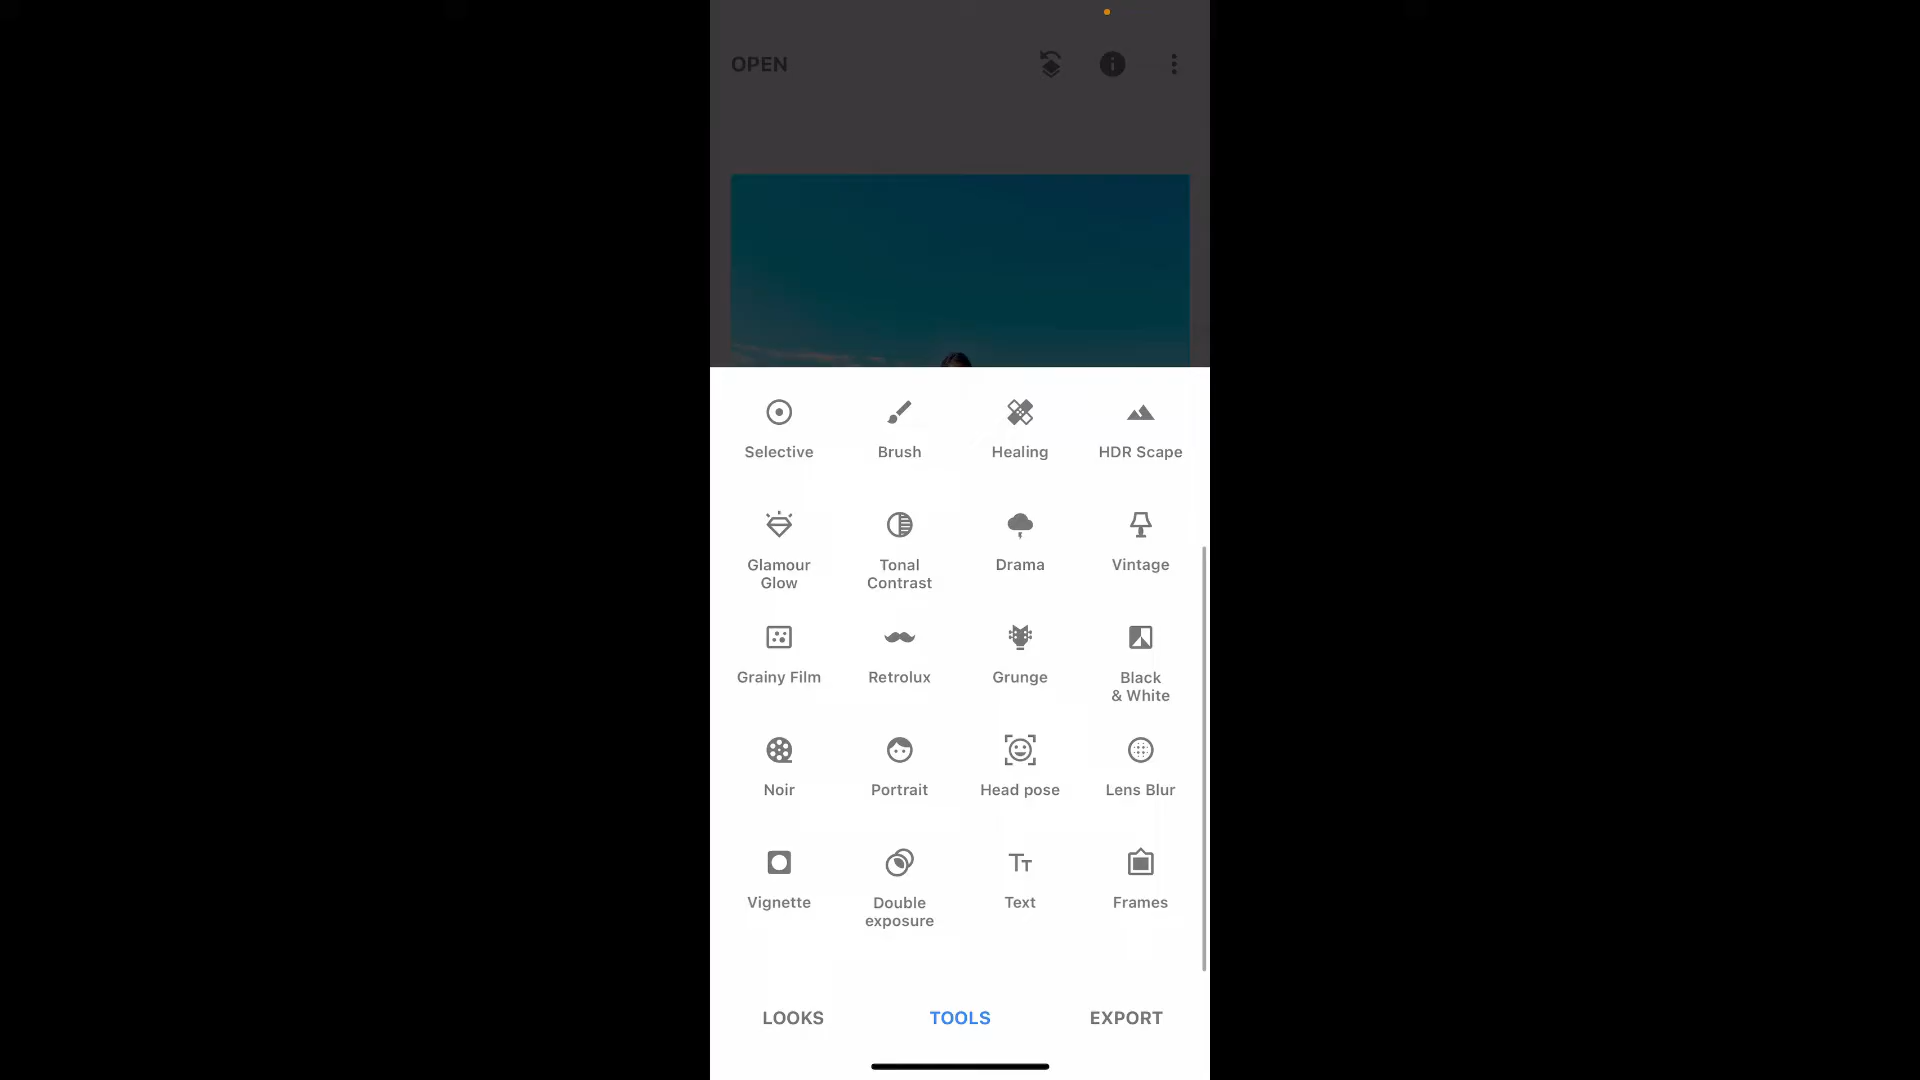 OPEN
Selective Brush Healing HDR Scape
Glamour Glow Tonal Contrast Drama Vintage
Grainy Film Retrolux Grunge Black & White
Noir Portrait Head pose Lens Blur
Vignette Double exposure Text Frames
LOOKS TOOLS EXPORT